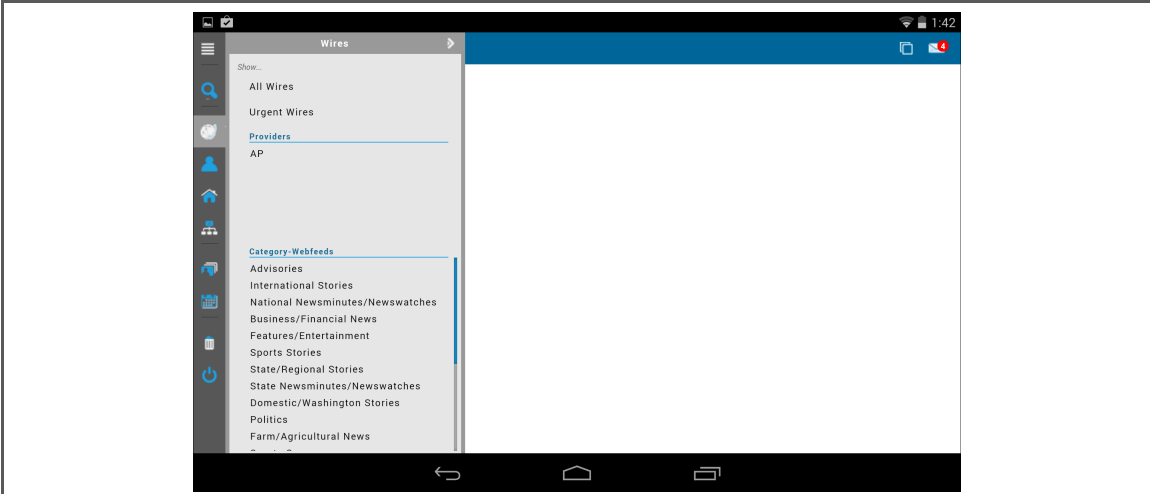 1:42
Wires
4
Show...
All Wires
Urgent Wires
Providers
AP
Category-Webfeeds
Advisories
International Stories
National Newsminutes/Newswatches
Business/Financial News
Features/Entertainment
Sports Stories
State/Regional Stories
State Newsminutes/Newswatches
Domestic/Washington Stories
Politics
Farm/Agricultural News